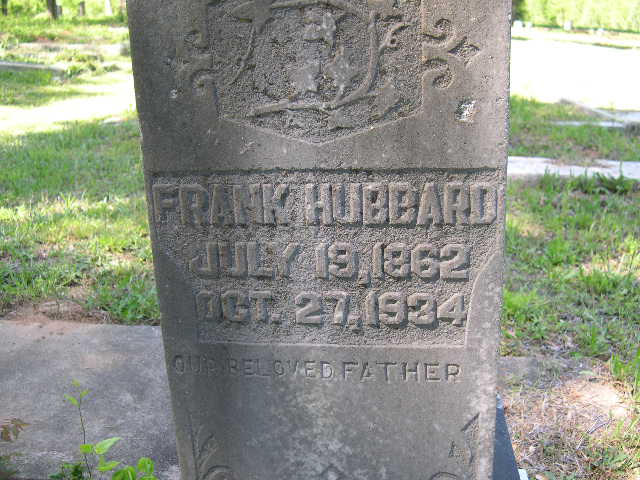 FRANK HUBBARD
JULY 19, 1862
OCT. 27, 1934
OUR BELOVED FATHER